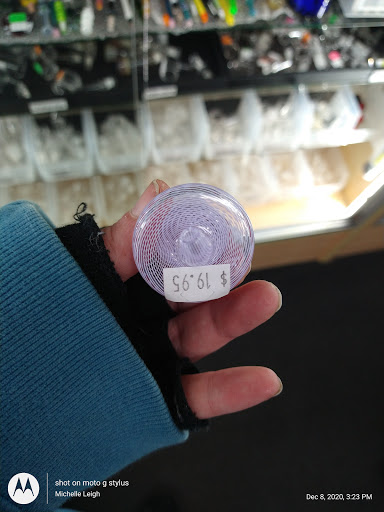 $ 19.95
shot on moto g stylus
Michelle Leigh
Dec 8, 2020, 3:23 PM